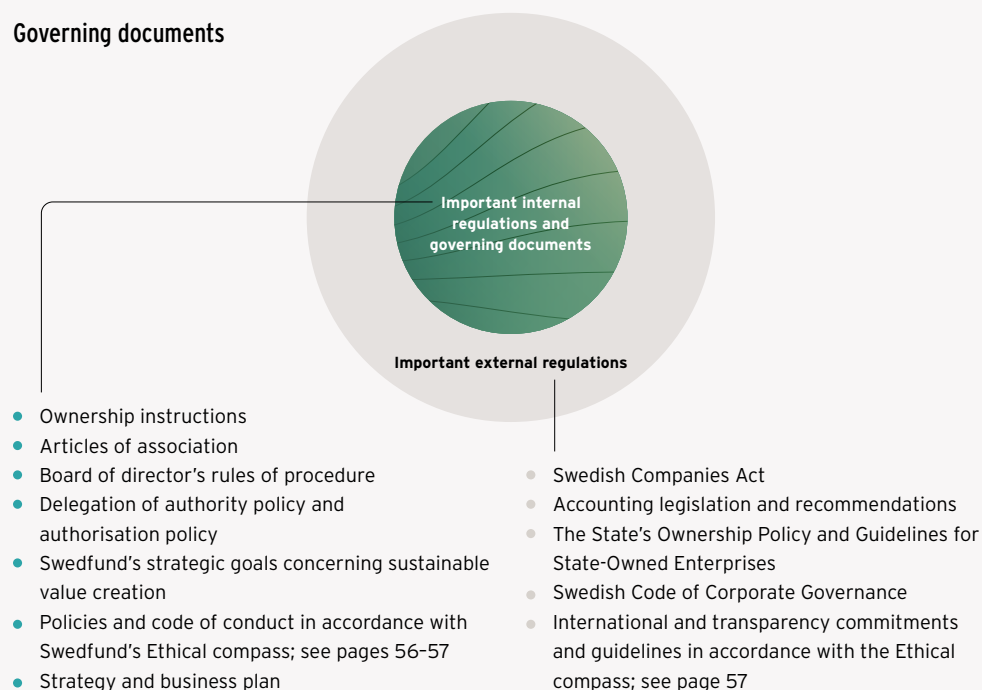 Governing documents
Important internal
regulations and
governing documents
Important external regulations
Ownership instructions
Articles of association
Board of director's rules of procedure
Delegation of authority policy and
authorisation policy
Swedfund's strategic goals concerning sustainable
value creation
Policies and code of conduct in accordance with
Swedfund's Ethical compass; see pages 56–57
Strategy and business plan
Swedish Companies Act
Accounting legislation and recommendations
The State's Ownership Policy and Guidelines for
State-Owned Enterprises
Swedish Code of Corporate Governance
International and transparency commitments
and guidelines in accordance with the Ethical
compass; see page 57